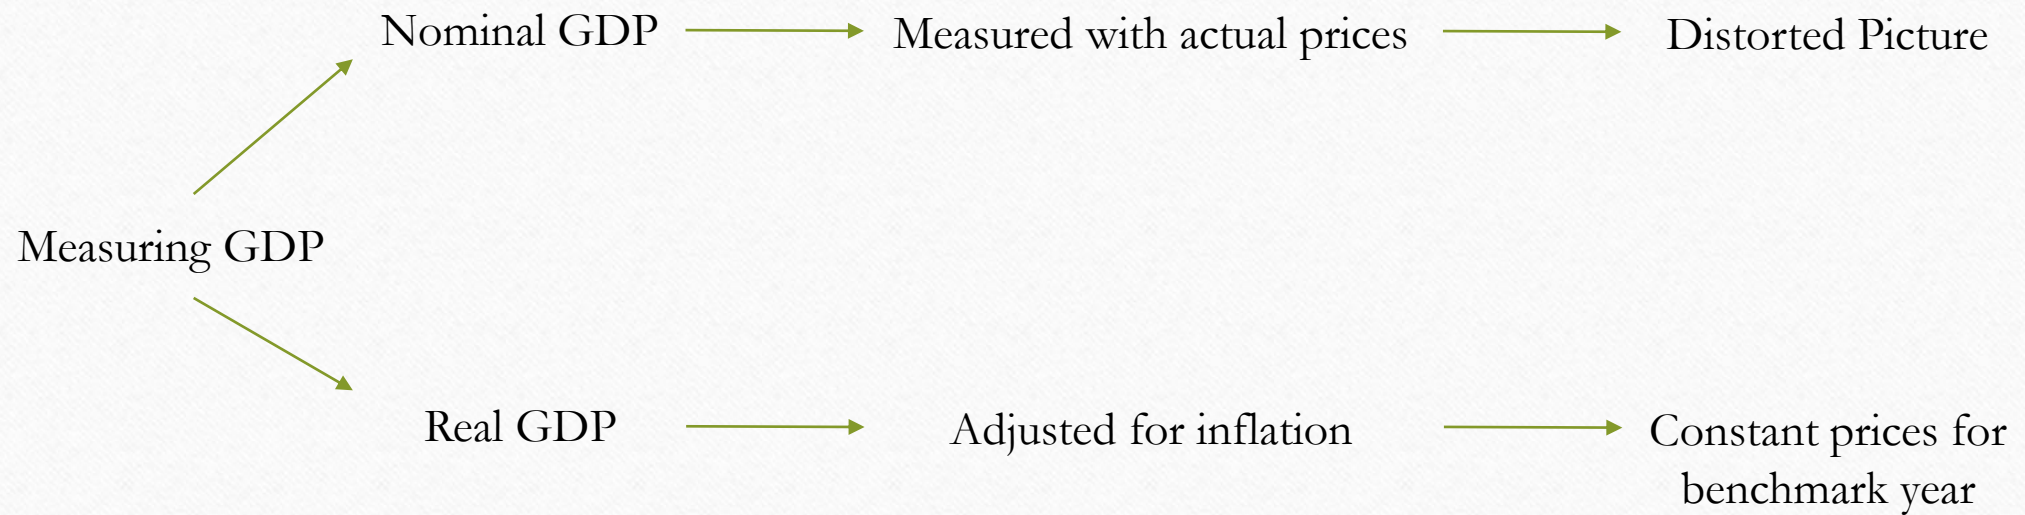 Nominal GDP
Measured with actual prices
Distorted Picture
Measuring GDP
Real GDP
Adjusted for inflation
Constant prices for
benchmark year